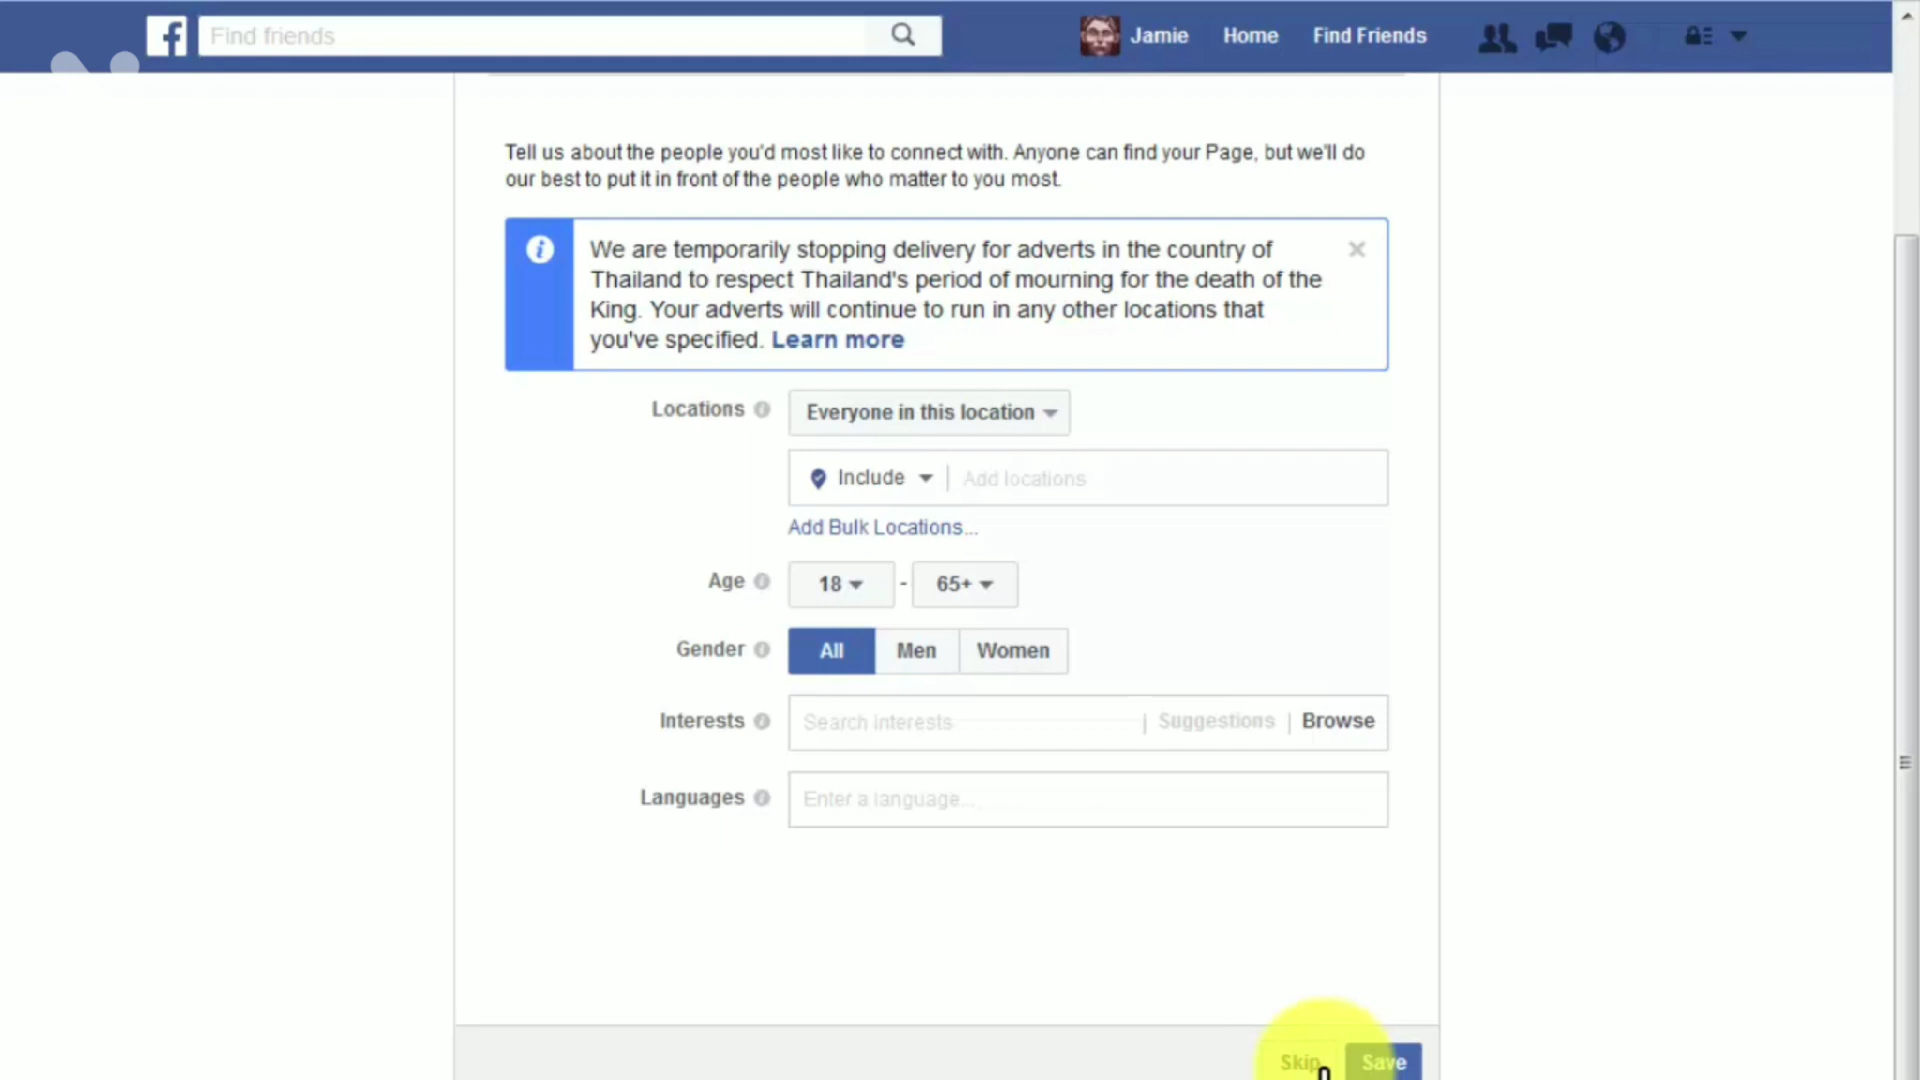 Find friends
Jamie
Home
Find Friends
Tell us about the people you'd most like to connect with. Anyone can find your Page, but we'll do
our best to put it in front of the people who matter to you most.
We are temporarily stopping delivery for adverts in the country of
Thailand to respect Thailand's period of mourning for the death of the
King. Your adverts will continue to run in any other locations that
you've specified. Learn more
Locations
Everyone in this location
Include
Add locations
Add Bulk Locations...
Age
18 - 65+
Gender
All
Men
Women
Interests
Search interests | Suggestions | Browse
Languages
Enter a language...
Skip
Save